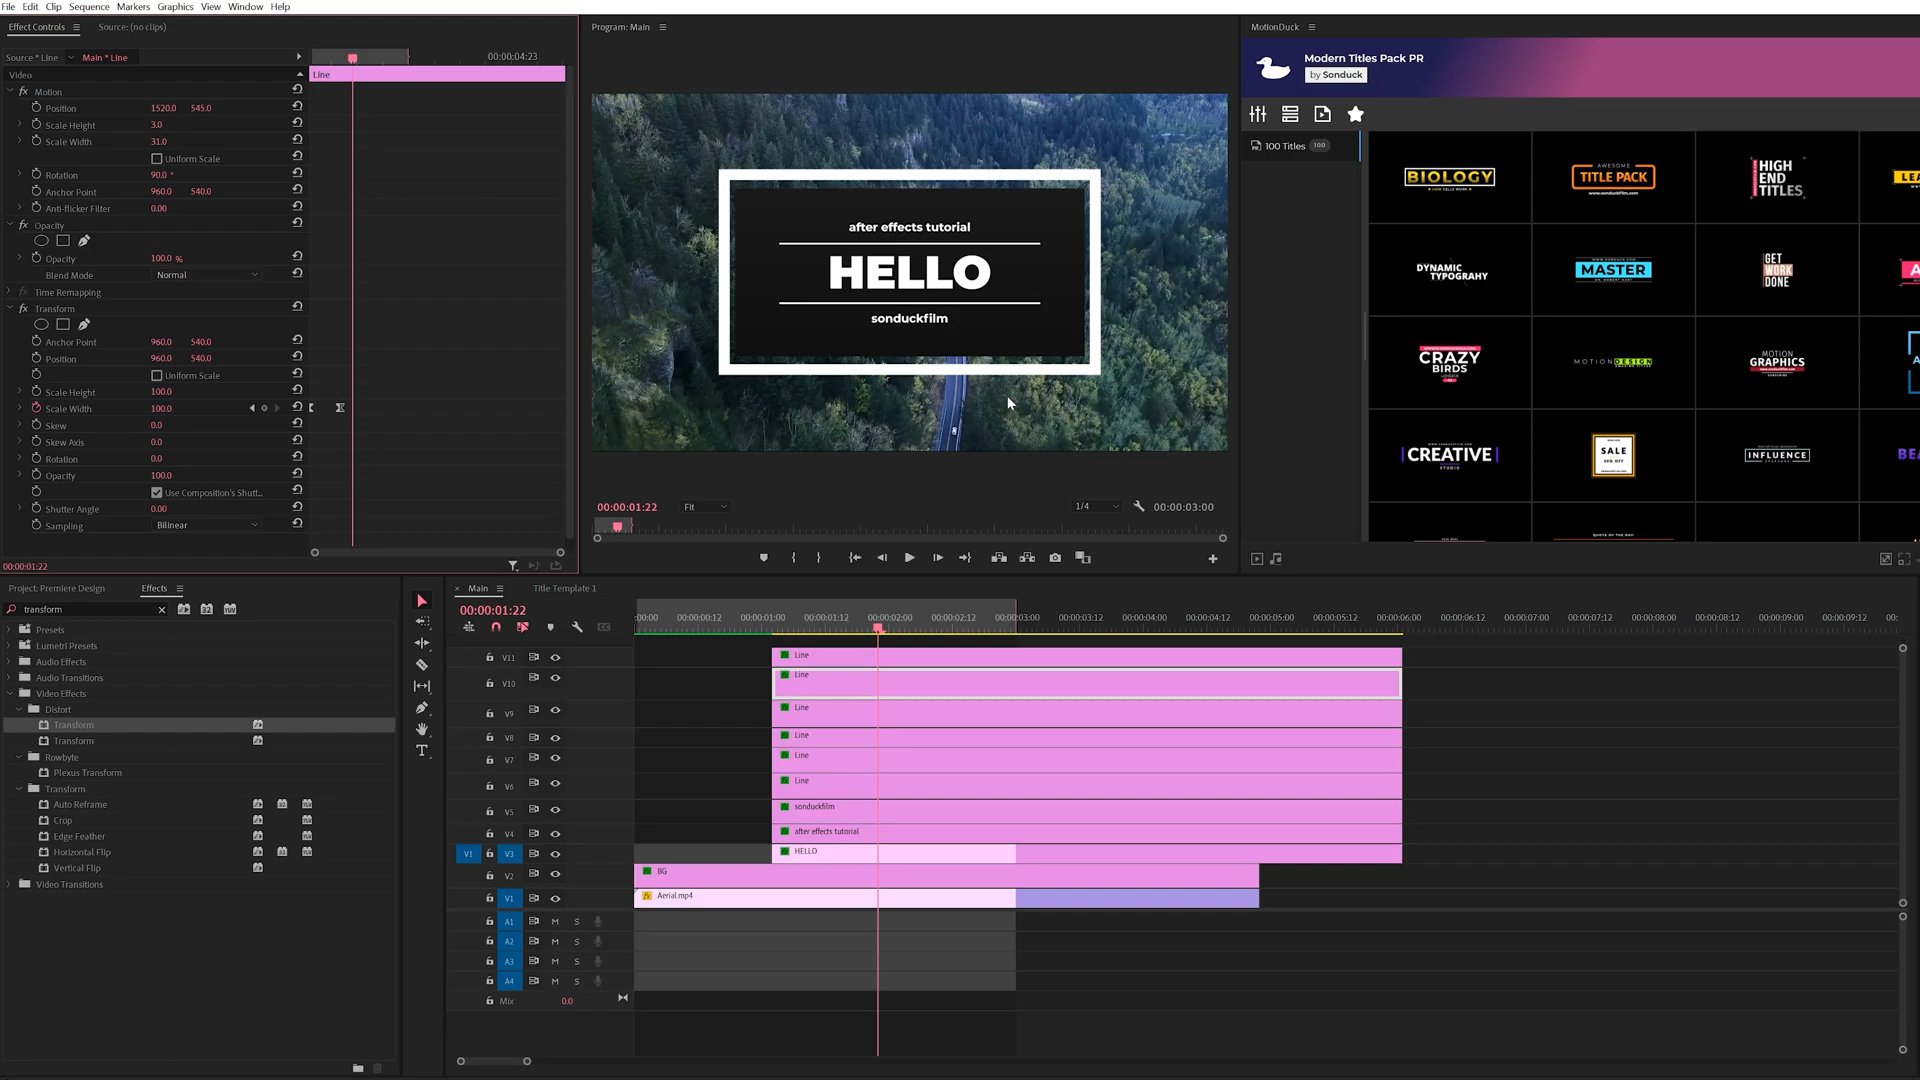 File Edit Clip Sequence Markers Graphics View Window Help
Effect Controls
Source: (no clips)
Source * Line
Main * Line
00:00:04:23
Video
Line
Motion
Position 1520.0 545.0
Scale Height 3.0
Scale Width 31.0
Uniform Scale
Rotation 90.0 °
Anchor Point 960.0 540.0
Anti-flicker Filter 0.00
Opacity
Opacity 100.0 %
Blend Mode Normal
Time Remapping
Transform
Anchor Point 960.0 540.0
Position 960.0 540.0
Uniform Scale
Scale Height 100.0
Scale Width 100.0
Skew 0.0
Skew Axis 0.0
Rotation 0.0
Opacity 100.0
Use Composition's Shutt...
Shutter Angle 0.00
Sampling Bilinear
00:00:01:22
Program: Main
after effects tutorial
HELLO
sonduckfilm
00:00:01:22
Fit
1/4
00:00:03:00
MotionDuck
Modern Titles Pack PR
by Sonduck
100 Titles 100
BIOLOGY
AWESOME
TITLE PACK
www.sonduckfilm.com
HIGH
END
TITLES
LEA
DYNAMIC
TYPOGRAHY
MASTER
GET
WORK
DONE
A
CRAZY
BIRDS
MOTION DESIGN
MOTION
GRAPHICS
CREATIVE
STUDIO
SALE
INFLUENCE
BEA
Project: Premiere Design
Effects
transform
Presets
Lumetri Presets
Audio Effects
Audio Transitions
Video Effects
Distort
Transform
Transform
Rowbyte
Plexus Transform
Transform
Auto Reframe
Crop
Edge Feather
Horizontal Flip
Vertical Flip
Video Transitions
Main
Title Template 1
00:00:01:22
:00:00 00:00:00:12 00:00:01:00 00:00:01:12 00:00:02:00 00:00:02:12 00:00:03:00 00:00:03:12 00:00:04:00 00:00:04:12 00:00:05:00 00:00:05:12 00:00:06:00 00:00:06:12 00:00:07:00 00:00:07:12 00:00:08:00 00:00:08:12 00:00:09:00 00:00:09:12 00:
V11 Line
V10 Line
V9 Line
V8 Line
V7 Line
V6 Line
V5 sonduckfilm
V4 after effects tutorial
V1 V3 HELLO
V2 BG
V1 Aerial.mp4
A1 M S
A2 M S
A3 M S
A4 M S
Mix 0.0